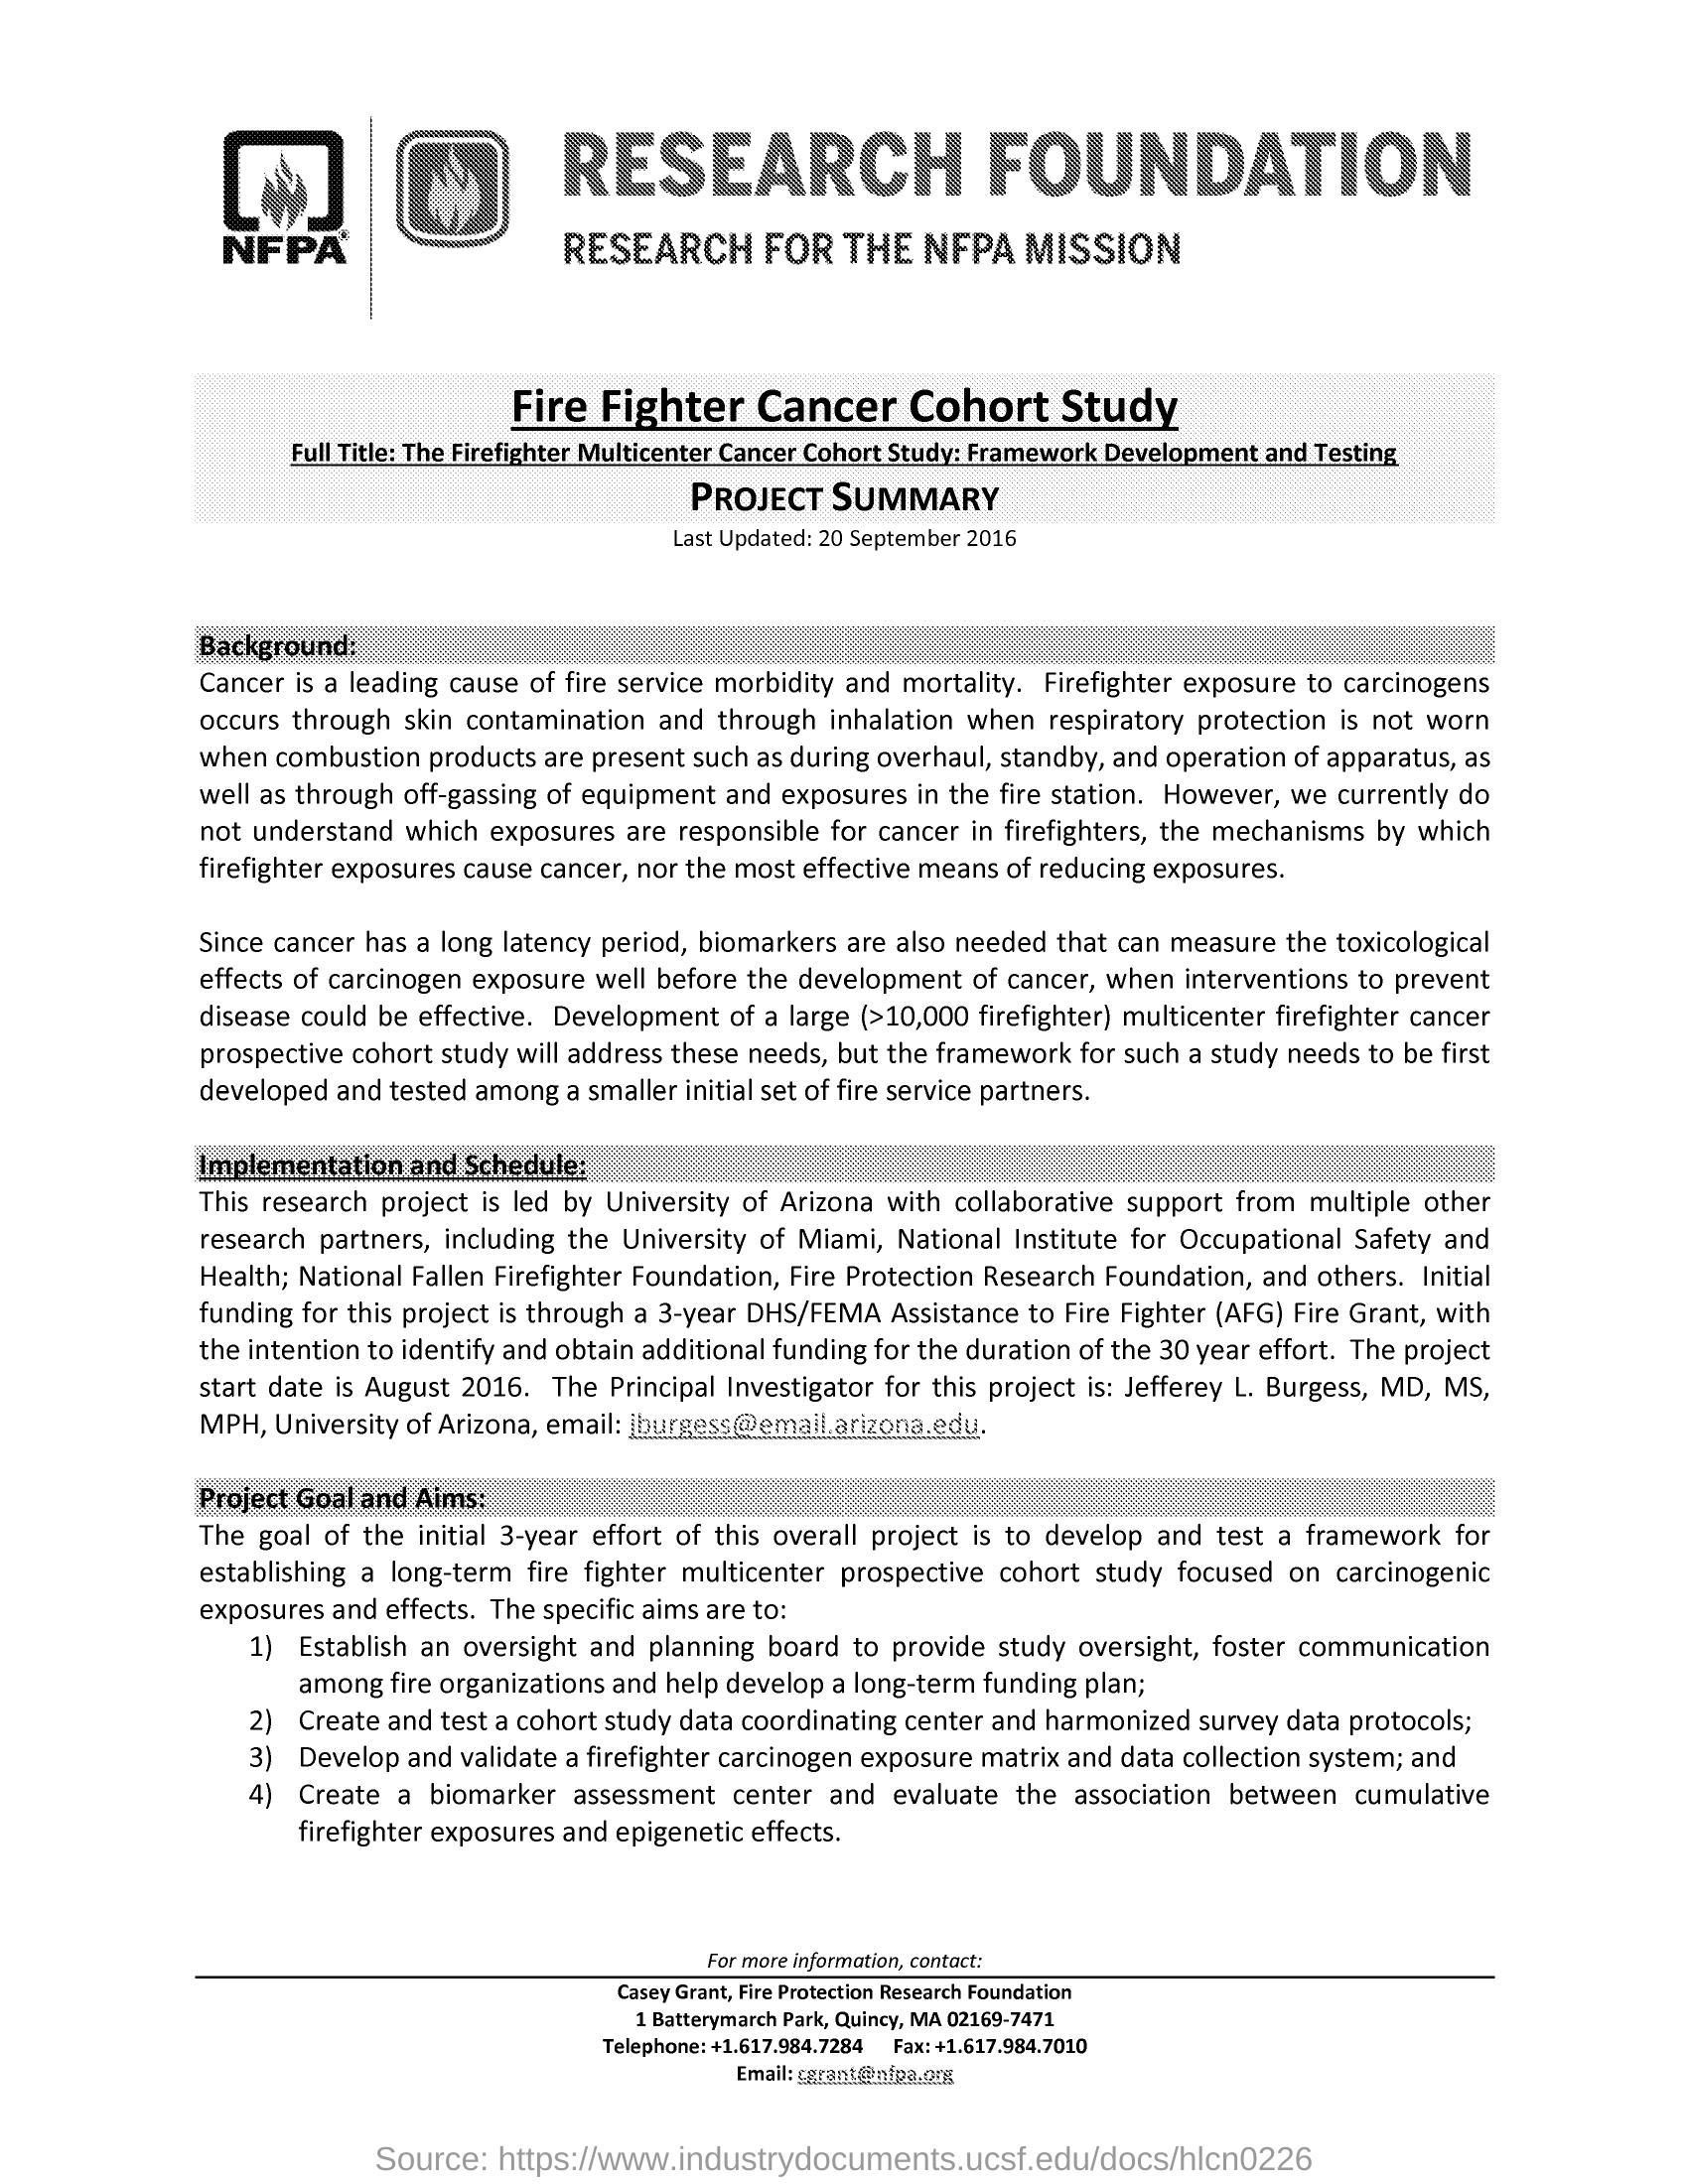 NFPA®
RESEARCH FOUNDATION
RESEARCH FOR THE NFPA MISSION
Fire Fighter Cancer Cohort Study
Full Title: The Firefighter Multicenter Cancer Cohort Study: Framework Development and Testing
PROJECT SUMMARY
Last Updated: 20 September 2016
Background:
Cancer is a leading cause of fire service morbidity and mortality. Firefighter exposure to carcinogens
occurs through skin contamination and through inhalation when respiratory protection is not worn
when combustion products are present such as during overhaul, standby, and operation of apparatus, as
well as through off-gassing of equipment and exposures in the fire station. However, we currently do
not understand which exposures are responsible for cancer in firefighters, the mechanisms by which
firefighter exposures cause cancer, nor the most effective means of reducing exposures.
Since cancer has a long latency period, biomarkers are also needed that can measure the toxicological
effects of carcinogen exposure well before the development of cancer, when interventions to prevent
disease could be effective. Development of a large (>10,000 firefighter) multicenter firefighter cancer
prospective cohort study will address these needs, but the framework for such a study needs to be first
developed and tested among a smaller initial set of fire service partners.
Implementation and Schedule:
This research project is led by University of Arizona with collaborative support from multiple other
research partners, including the University of Miami, National Institute for Occupational Safety and
Health; National Fallen Firefighter Foundation, Fire Protection Research Foundation, and others. Initial
funding for this project is through a 3-year DHS/FEMA Assistance to Fire Fighter (AFG) Fire Grant, with
the intention to identify and obtain additional funding for the duration of the 30 year effort. The project
start date is August 2016. The Principal Investigator for this project is: Jefferey L. Burgess, MD, MS,
MPH, University of Arizona, email: jburgess@email.arizona.edu.
Project Goal and Aims:
The goal of the initial 3-year effort of this overall project is to develop and test a framework for
establishing a long-term fire fighter multicenter prospective cohort study focused on carcinogenic
exposures and effects. The specific aims are to:
1) Establish an oversight and planning board to provide study oversight, foster communication
among fire organizations and help develop a long-term funding plan;
2) Create and test a cohort study data coordinating center and harmonized survey data protocols;
3) Develop and validate a firefighter carcinogen exposure matrix and data collection system; and
4) Create a biomarker assessment center and evaluate the association between cumulative
firefighter exposures and epigenetic effects.
For more information, contact:
Casey Grant, Fire Protection Research Foundation
1 Batterymarch Park, Quincy, MA 02169-7471
Telephone: +1.617.984.7284 Fax: +1.617.984.7010
Email: cgrant@nfpa.org
Source: https://www.industrydocuments.ucsf.edu/docs/hlcn0226